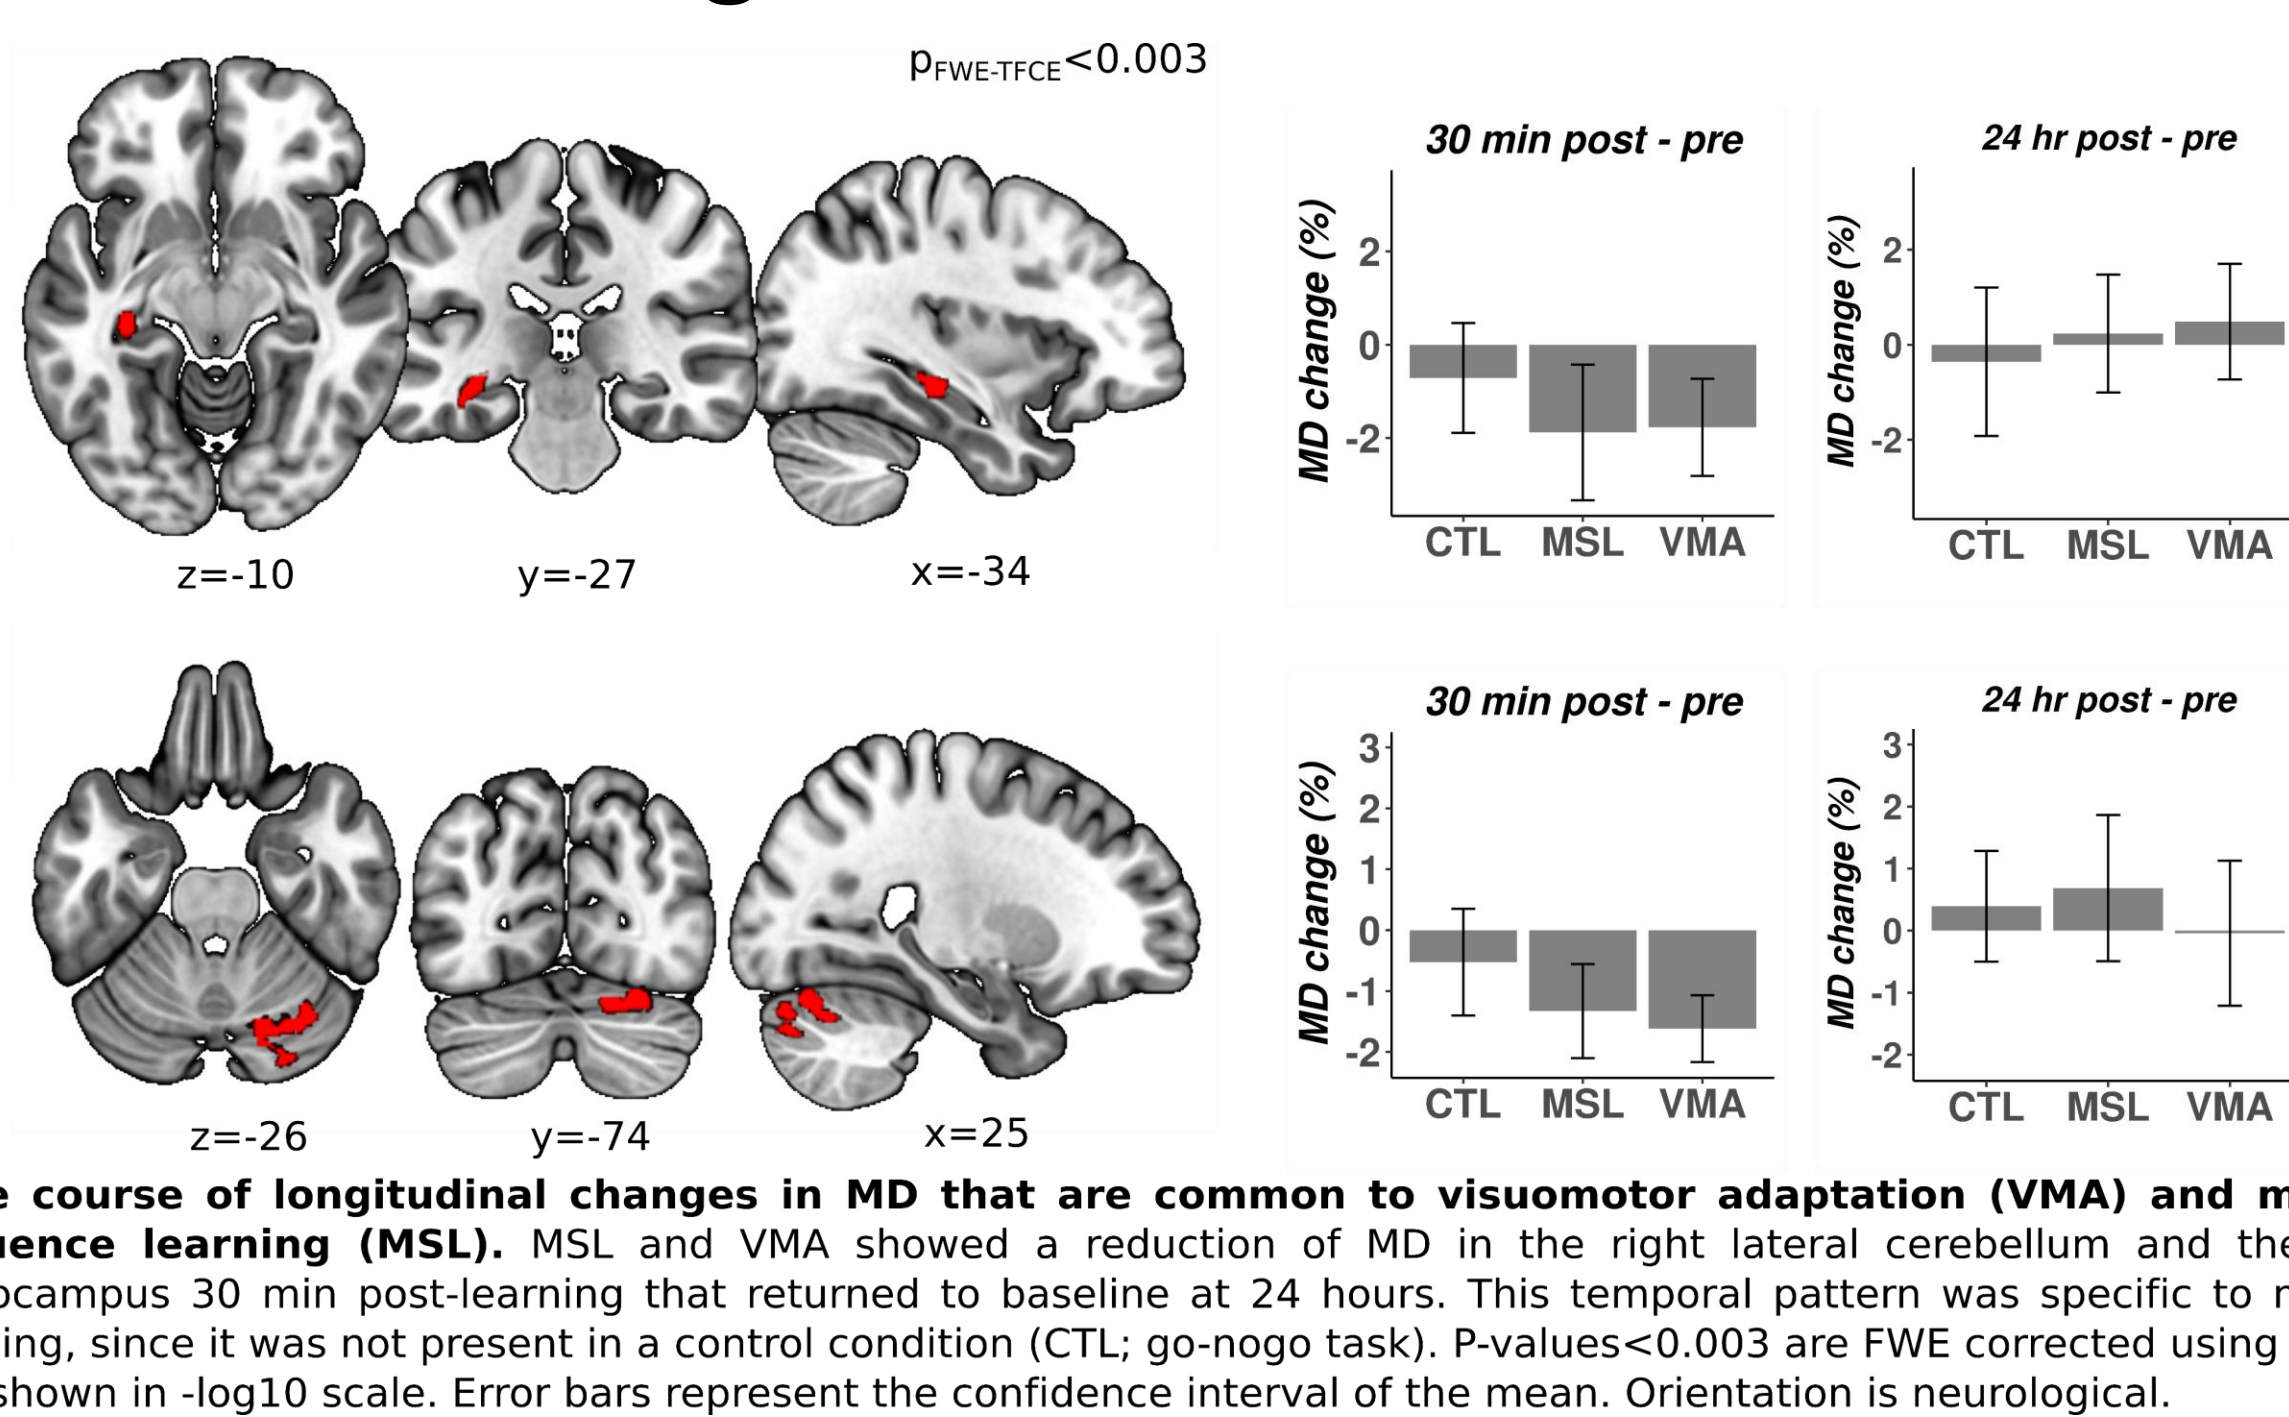 pFWE-TFCE<0.003
30 min post - pre
24 hr post - pre
MD change (%)
2
0
-2
CTL MSL VMA
MD change (%)
2
0
-2
CTL MSL VMA
z=-10
y=-27
x=-34
30 min post - pre
24 hr post - pre
MD change (%)
3
2
1
0
-1
-2
CTL MSL VMA
MD change (%)
3
2
1
0
-1
-2
CTL MSL VMA
z=-26
y=-74
x=25
course of longitudinal changes in MD that are common to visuomotor adaptation (VMA) and
learning (MSL). MSL and VMA showed a reduction of MD in the right lateral cerebellum and the
30 min post-learning that returned to baseline at 24 hours. This temporal pattern was specific to
since it was not present in a control condition (CTL; go-nogo task). P-values<0.003 are FWE corrected using
shown in -log10 scale. Error bars represent the confidence interval of the mean. Orientation is neurological.